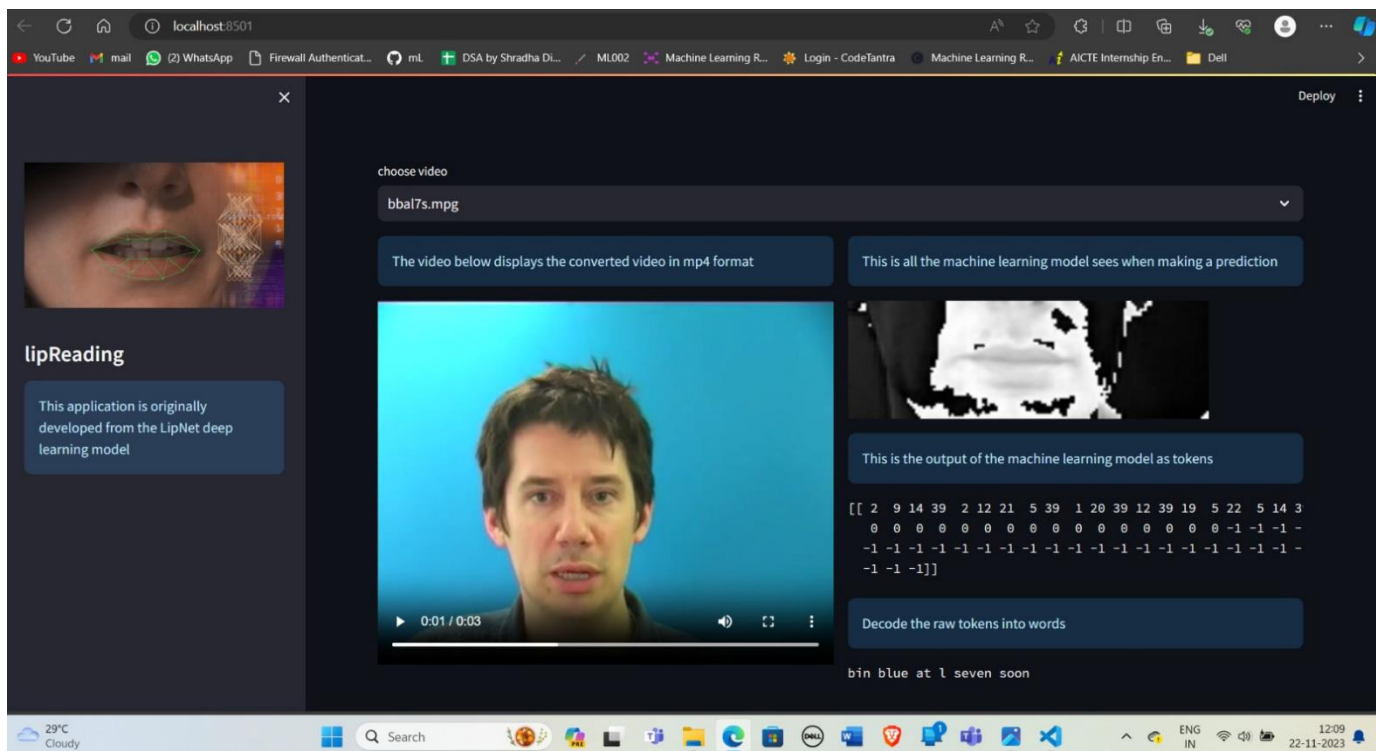 localhost:8501
YouTube mail (2) WhatsApp Firewall Authenticat... mL DSA by Shradha Di... ML002 Machine Learning R... Login - CodeTantra Machine Learning R... AICTE Internship En... Dell
Deploy
lipReading
This application is originally
developed from the LipNet deep
learning model
choose video
bbal7s.mpg
The video below displays the converted video in mp4 format
0:01 / 0:03
This is all the machine learning model sees when making a prediction
This is the output of the machine learning model as tokens
[[ 2 9 14 39 2 12 21 5 39 1 20 39 12 39 19 5 22 5 14 3
0 0 0 0 0 0 0 0 0 0 0 0 0 0 0 0 -1 -1 -1 -
-1 -1 -1 -1 -1 -1 -1 -1 -1 -1 -1 -1 -1 -1 -1 -1 -1 -1 -1 -
-1 -1 -1]]
Decode the raw tokens into words
bin blue at l seven soon
29°C
Cloudy
Search
PRE
DELL
ENG
IN
12:09
22-11-2023